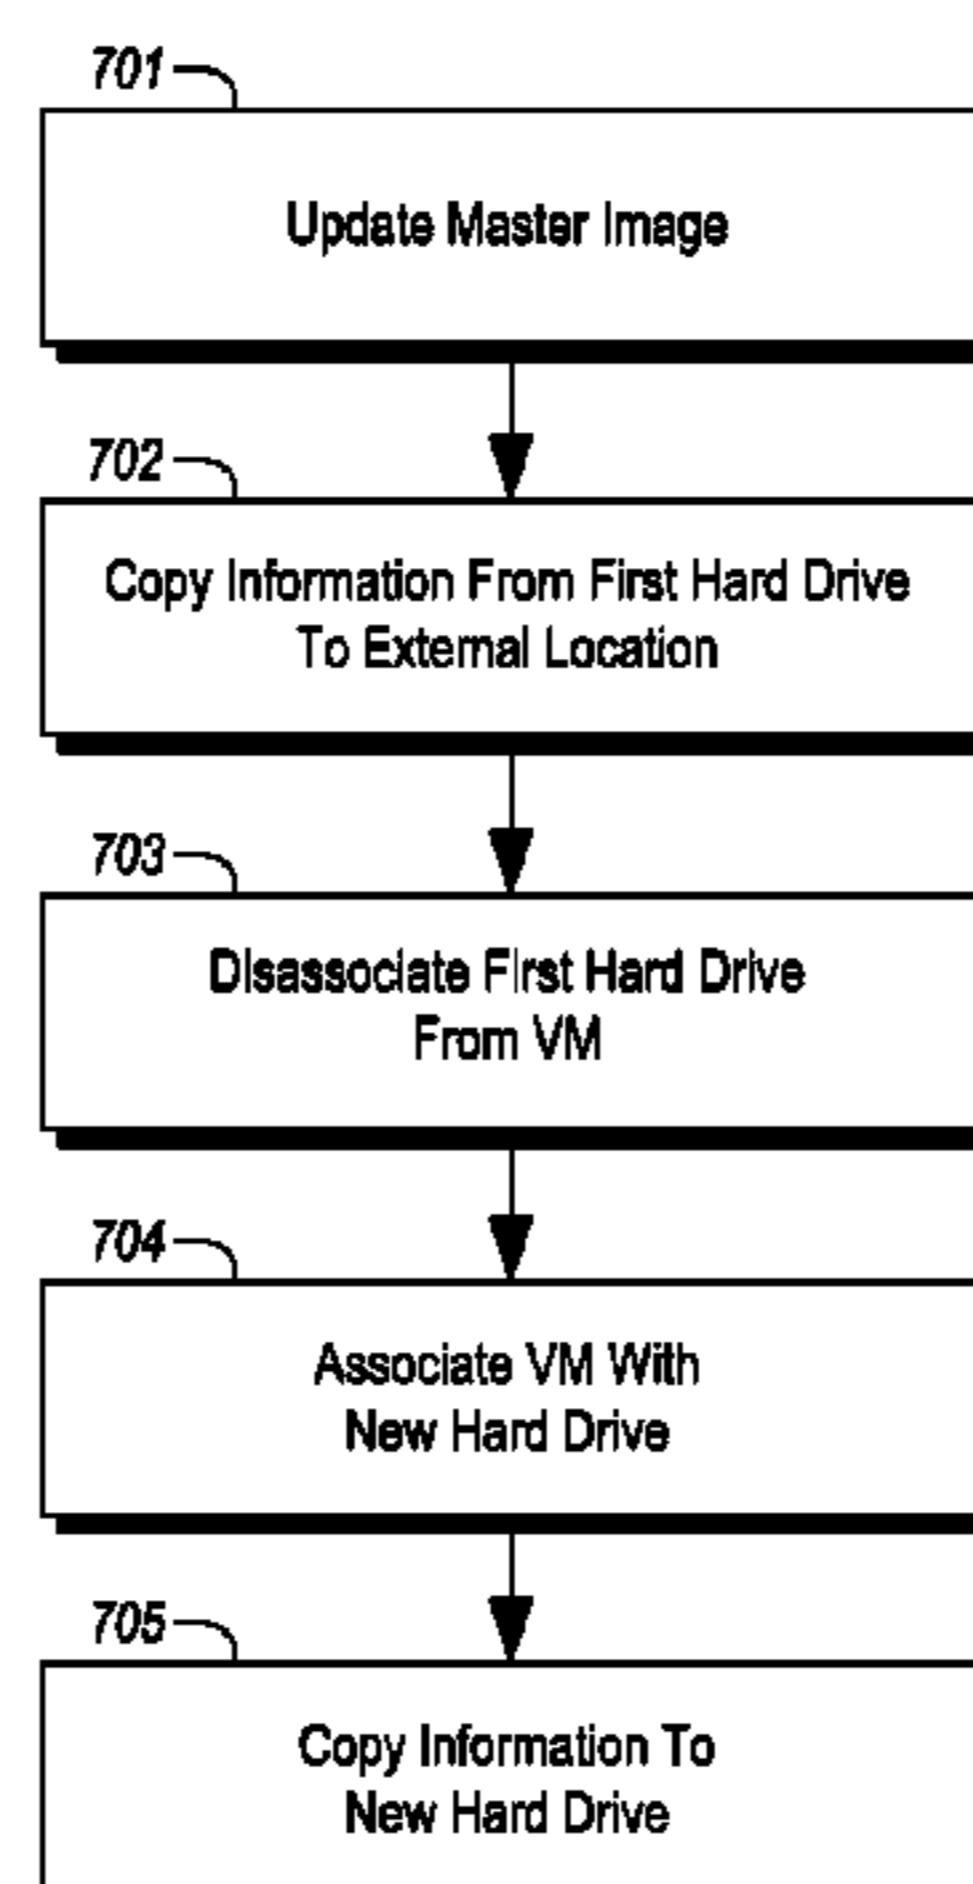 701
Update Master Image
702
Copy Information From First Hard Drive
To External Location
703
Disassociate First Hard Drive
From VM
704
Associate VM With
New Hard Drive
705
Copy Information To
New Hard Drive